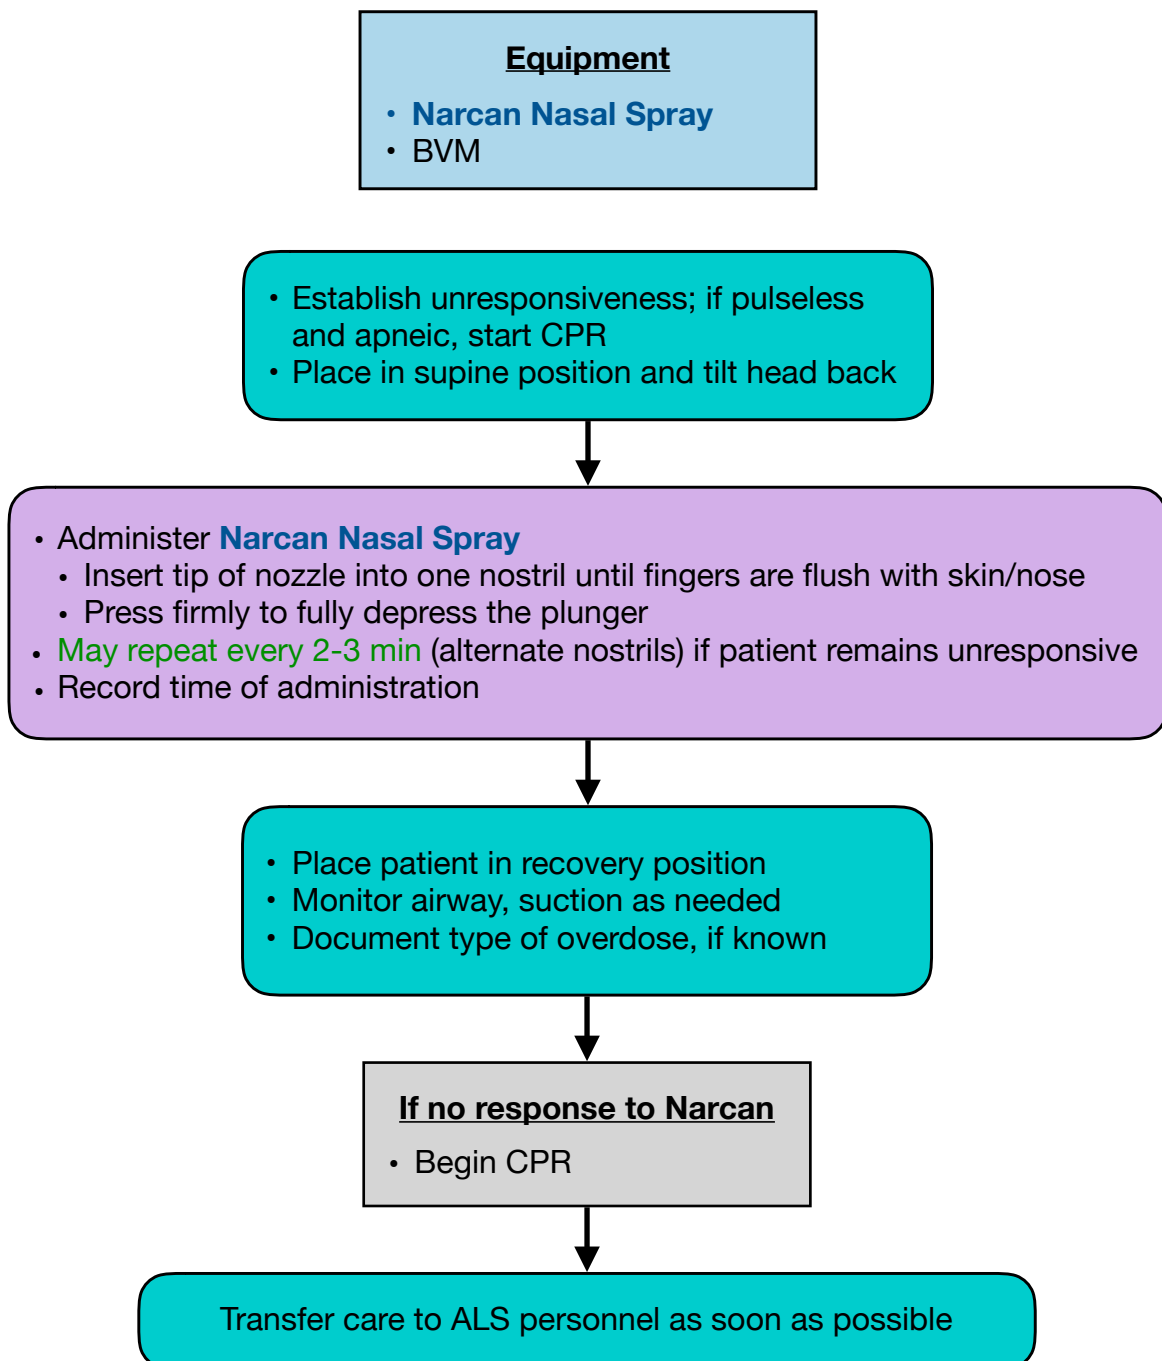 Equipment
• Narcan Nasal Spray
• BVM
• Establish unresponsiveness; if pulseless
and apneic, start CPR
• Place in supine position and tilt head back
• Administer Narcan Nasal Spray
• Insert tip of nozzle into one nostril until fingers are flush with skin/nose
• Press firmly to fully depress the plunger
• May repeat every 2-3 min (alternate nostrils) if patient remains unresponsive
• Record time of administration
• Place patient in recovery position
• Monitor airway, suction as needed
• Document type of overdose, if known
If no response to Narcan
• Begin CPR
Transfer care to ALS personnel as soon as possible